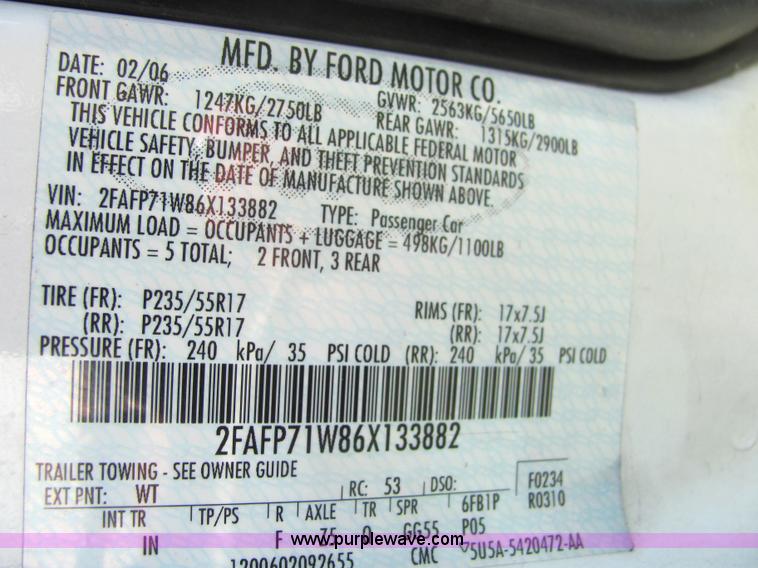 MFD. BY FORD MOTOR CO.
DATE: 02/06 GVWR: 2563KG/5650LB
FRONT GAWR: 1247KG/2750LB REAR GAWR: 1315KG/2900LB
THIS VEHICLE CONFORMS TO ALL APPLICABLE FEDERAL MOTOR
VEHICLE SAFETY, BUMPER, AND THEFT PREVENTION STANDARDS
IN EFFECT ON THE DATE OF MANUFACTURE SHOWN ABOVE.
VIN: 2FAFP71W86X133882 TYPE: Passenger Car
MAXIMUM LOAD = OCCUPANTS + LUGGAGE = 498KG/1100LB
OCCUPANTS = 5 TOTAL; 2 FRONT, 3 REAR
TIRE (FR): P235/55R17 RIMS (FR): 17x7.5J
(RR): P235/55R17 (RR): 17x7.5J
PRESSURE (FR): 240 kPa/ 35 PSI COLD (RR): 240 kPa/ 35 PSI COLD
2FAFP71W86X133882
TRAILER TOWING - SEE OWNER GUIDE
EXT PNT: WT RC: 53 DSO: F0234
INT TR TP/PS R AXLE TR SPR 6FB1P R0310
IN F GG55 P05
www.purplewave.com
1200602092655 CMC 5U5A-5420472-AA